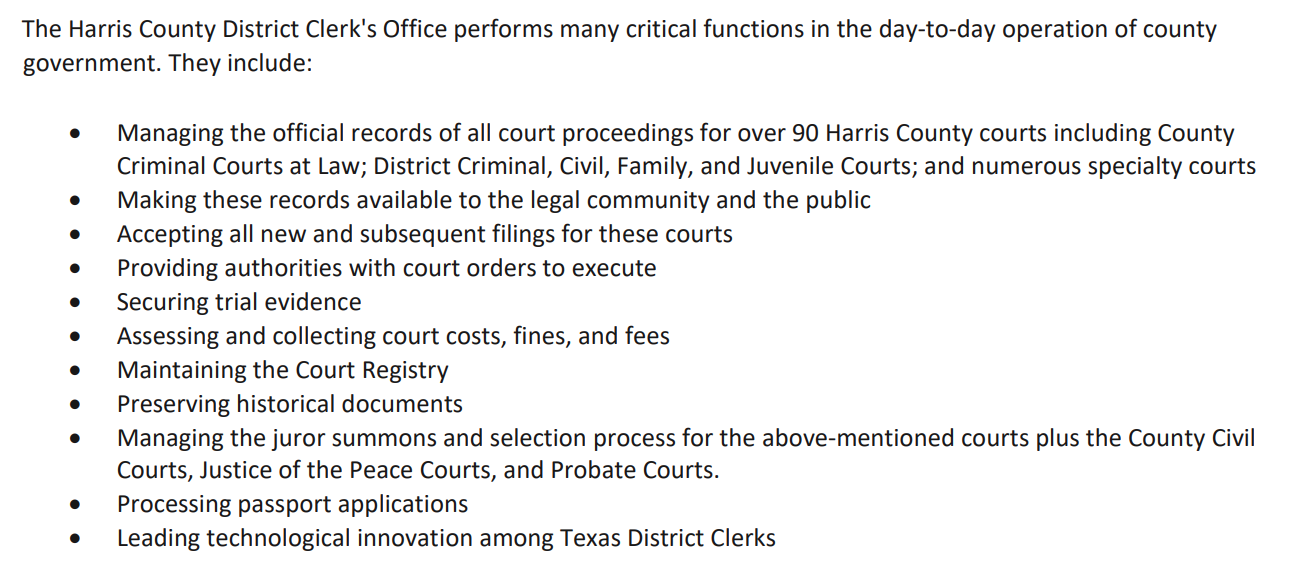 The Harris County District Clerk's Office performs many critical functions in the day-to-day operation of county
government. They include:
• Managing the official records of all court proceedings for over 90 Harris County courts including County
Criminal Courts at Law; District Criminal, Civil, Family, and Juvenile Courts; and numerous specialty courts
• Making these records available to the legal community and the public
• Accepting all new and subsequent filings for these courts
• Providing authorities with court orders to execute
• Securing trial evidence
• Assessing and collecting court costs, fines, and fees
• Maintaining the Court Registry
• Preserving historical documents
• Managing the juror summons and selection process for the above-mentioned courts plus the County Civil
Courts, Justice of the Peace Courts, and Probate Courts.
• Processing passport applications
• Leading technological innovation among Texas District Clerks